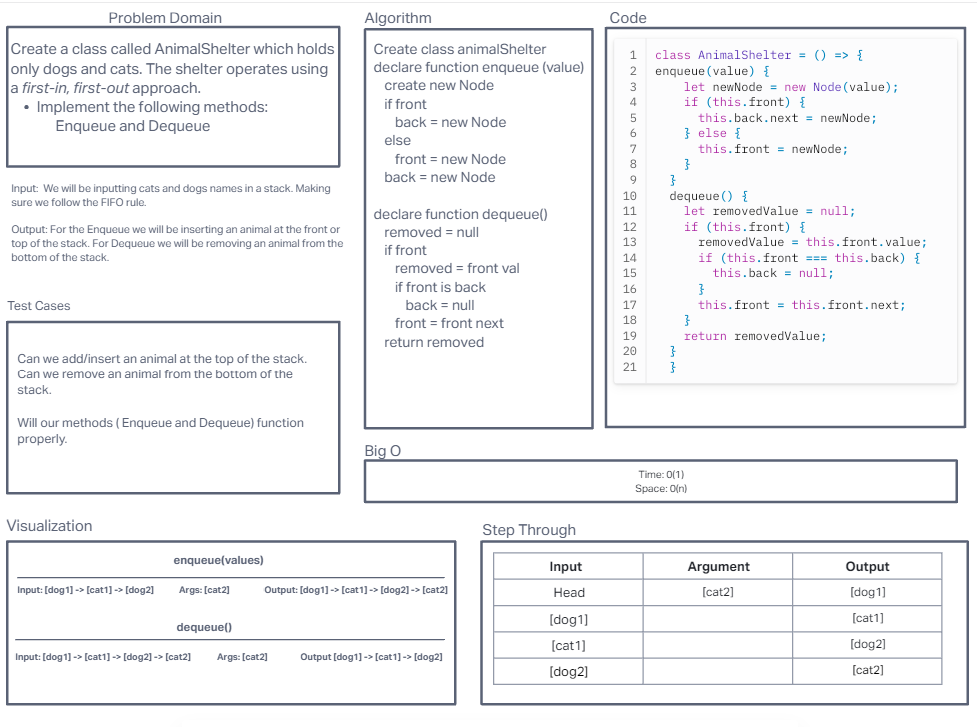 Problem Domain
Create a class called AnimalShelter which holds
only dogs and cats. The shelter operates using
a first-in, first-out approach.
• Implement the following methods:
Enqueue and Dequeue
Input: We will be inputting cats and dogs names in a stack. Making
sure we follow the FIFO rule.
Output: For the Enqueue we will be inserting an animal at the front or
top of the stack. For Dequeue we will be removing an animal from the
bottom of the stack.
Test Cases
Can we add/insert an animal at the top of the stack.
Can we remove an animal from the bottom of the
stack.
Will our methods ( Enqueue and Dequeue) function
properly.
Algorithm
Create class animalShelter
declare function enqueue (value)
create new Node
if front
back = new Node
else
front = new Node
back = new Node
declare function dequeue()
removed = null
if front
removed = front val
if front is back
back = null
front = front next
return removed
Code
1 class AnimalShelter = () => {
2 enqueue(value) {
3 let newNode = new Node(value);
4 if (this.front) {
5 this.back.next = newNode;
6 } else {
7 this.front = newNode;
8 }
9 }
10 dequeue() {
11 let removedValue = null;
12 if (this.front) {
13 removedValue = this.front.value;
14 if (this.front === this.back) {
15 this.back = null;
16 }
17 this.front = this.front.next;
18 }
19 return removedValue;
20 }
21 }
Big O
Time: 0(1)
Space: 0(n)
Visualization
enqueue(values)
Input: [dog1] -> [cat1] -> [dog2] Args: [cat2] Output: [dog1] -> [cat1] -> [dog2] -> [cat2]
dequeue()
Input: [dog1] -> [cat1] -> [dog2] -> [cat2] Args: [cat2] Output [dog1] -> [cat1] -> [dog2]
Step Through
Input Argument Output
Head [cat2] [dog1]
[dog1] [cat1]
[cat1] [dog2]
[dog2] [cat2]